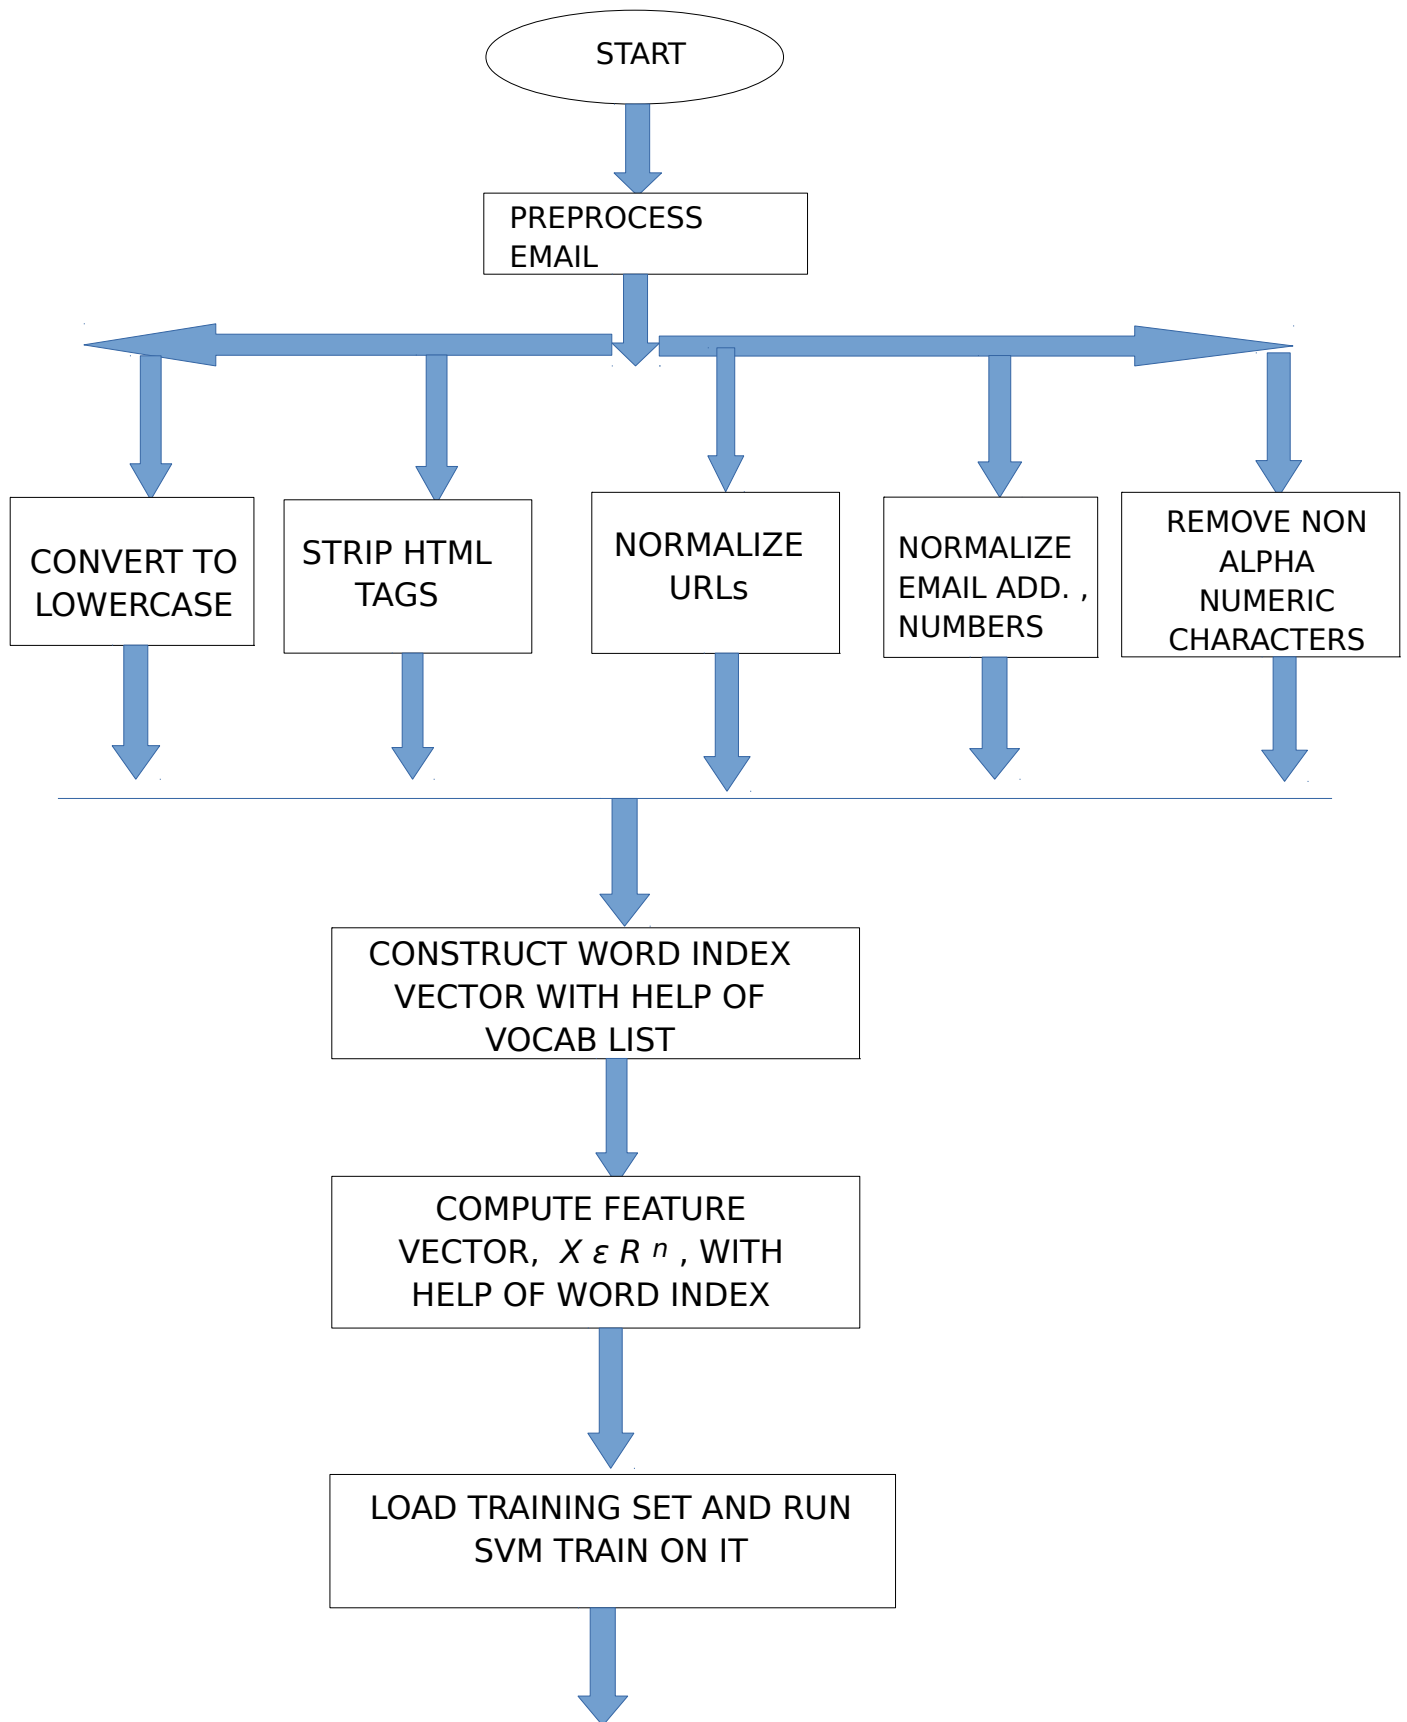 START
PREPROCESS
EMAIL
CONVERT TO
LOWERCASE
STRIP HTML
TAGS
NORMALIZE
URLs
NORMALIZE
EMAIL ADD. ,
NUMBERS
REMOVE NON
ALPHA
NUMERIC
CHARACTERS
CONSTRUCT WORD INDEX
VECTOR WITH HELP OF
VOCAB LIST
COMPUTE FEATURE
VECTOR, X ε R n , WITH
HELP OF WORD INDEX
LOAD TRAINING SET AND RUN
SVM TRAIN ON IT